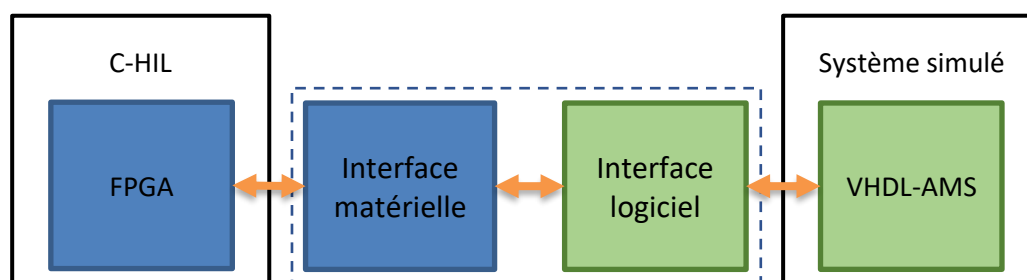 C-HIL
Système simulé
FPGA
Interface
matérielle
Interface
logiciel
VHDL-AMS